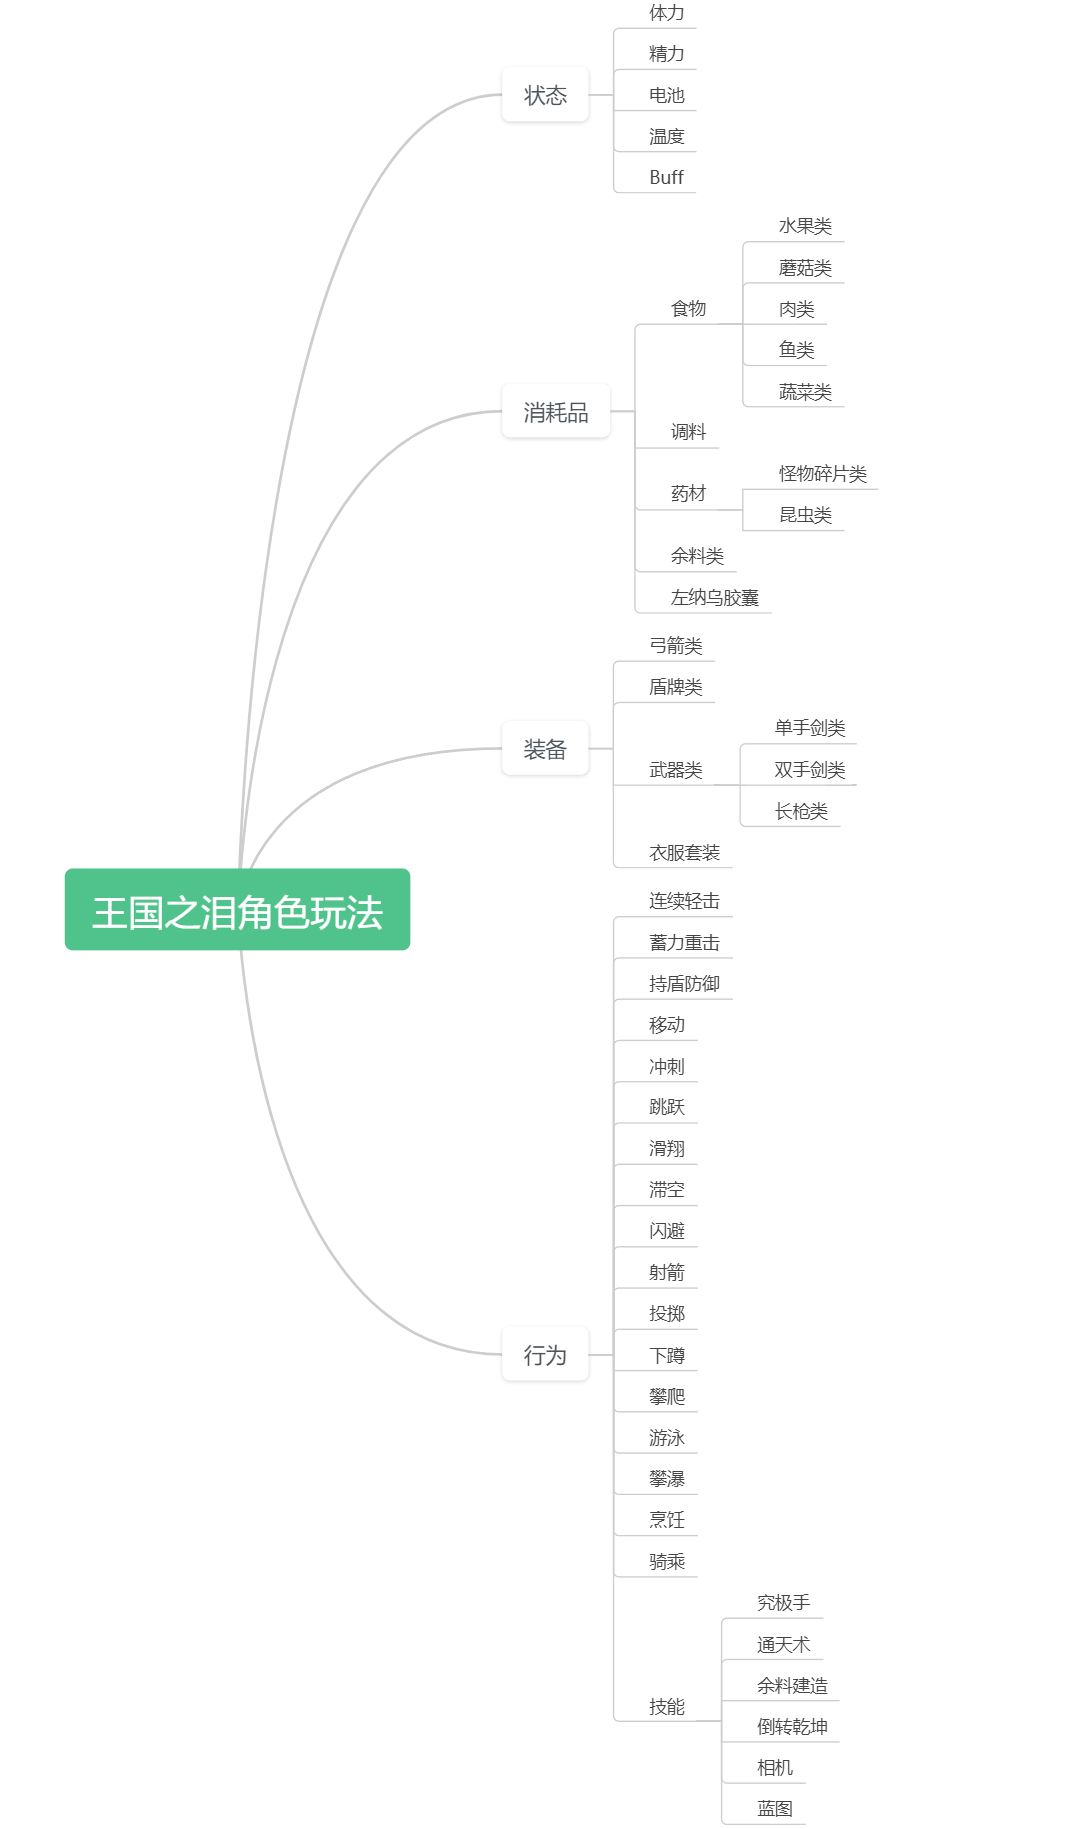 王国之泪角色玩法
状态
体力
精力
电池
温度
Buff
消耗品
食物
水果类
蘑菇类
肉类
鱼类
蔬菜类
调料
药材
怪物碎片类
昆虫类
余料类
左纳乌胶囊
装备
弓箭类
盾牌类
武器类
单手剑类
双手剑类
长枪类
衣服套装
行为
连续轻击
蓄力重击
持盾防御
移动
冲刺
跳跃
滑翔
滞空
闪避
射箭
投掷
下蹲
攀爬
游泳
攀瀑
烹饪
骑乘
技能
究极手
通天术
余料建造
倒转乾坤
相机
蓝图